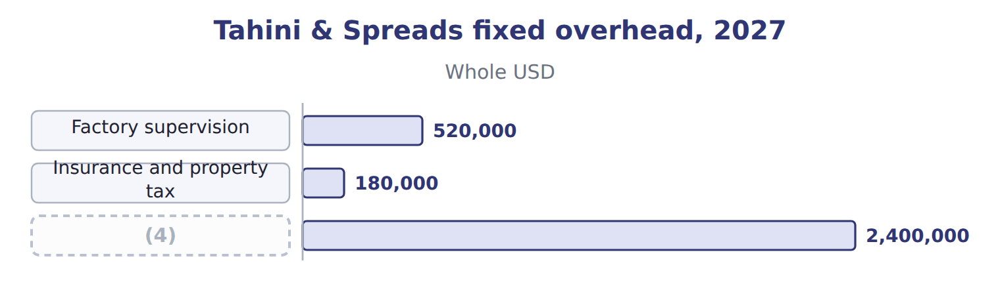 Tahini & Spreads fixed overhead, 2027
Whole USD
Factory supervision
520,000
Insurance and property
tax
180,000
(4)
2,400,000